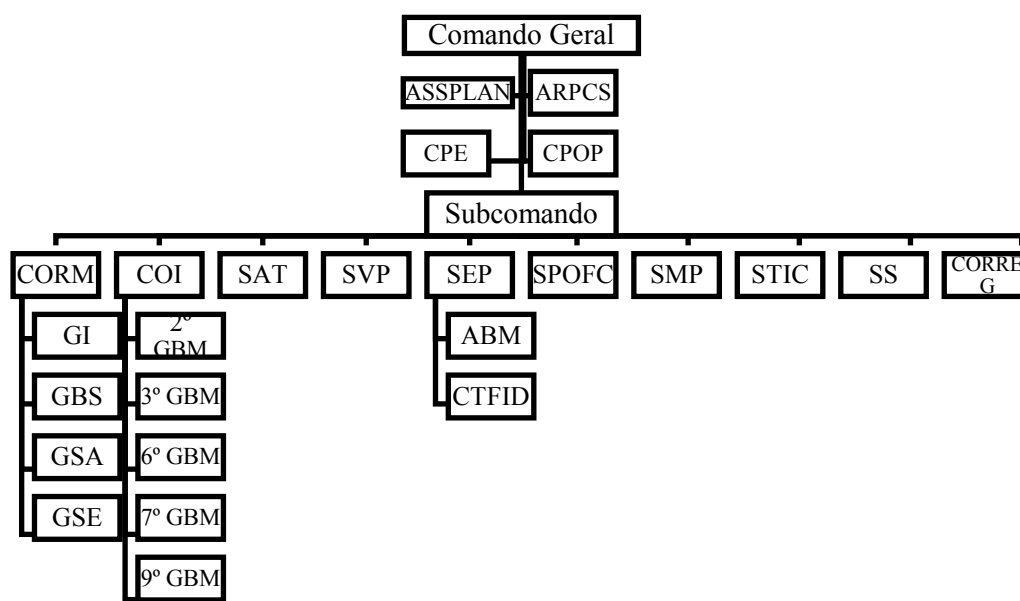 Comando Geral
ASSPLAN
ARPCS
CPE
CPOP
Subcomando
CORM
COI
SAT
SVP
SEP
SPOFC
SMP
STIC
SS
CORRE
G
GI
2º
GBM
ABM
GBS
3º GBM
CTFID
GSA
6º GBM
GSE
7º GBM
9º GBM